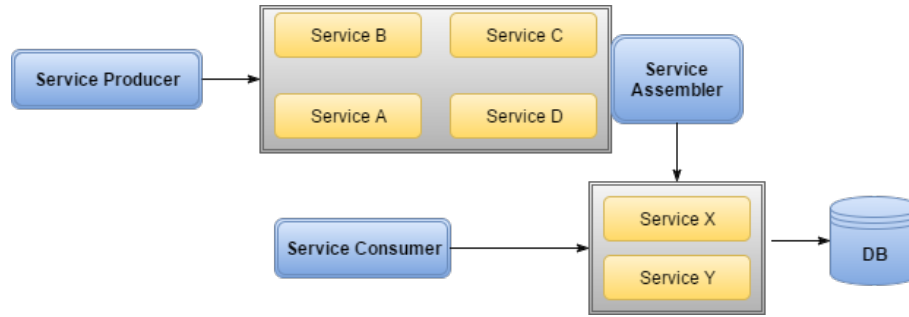 Service B
Service C
Service Producer
Service
Assembler
Service A
Service D
Service X
Service Consumer
DB
Service Y